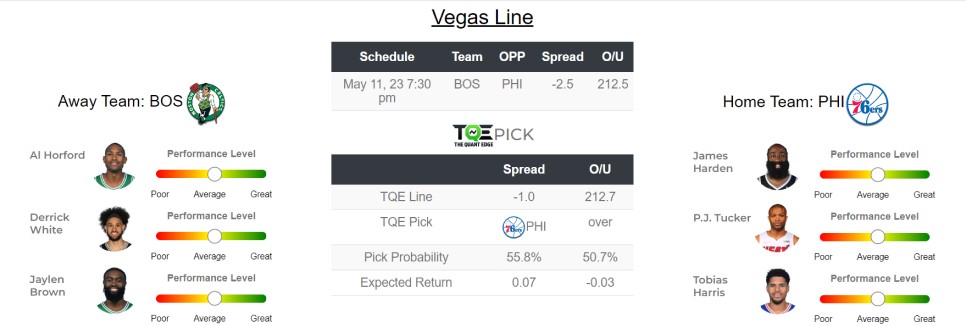 Vegas Line
Schedule Team OPP Spread O/U
May 11, 23 7:30 pm BOS PHI -2.5 212.5
TQE PICK
THE QUANT EDGE
Spread O/U
TQE Line -1.0 212.7
TQE Pick 76ers PHI over
Pick Probability 55.8% 50.7%
Expected Return 0.07 -0.03
Away Team: BOS
Al Horford
Performance Level
Poor Average Great
Derrick
White
Performance Level
Poor Average Great
Jaylen
Brown
Performance Level
Poor Average Great
Home Team: PHI 76ers
James
Harden
Performance Level
Poor Average Great
P.J. Tucker
Performance Level
Poor Average Great
Tobias
Harris
Performance Level
Poor Average Great